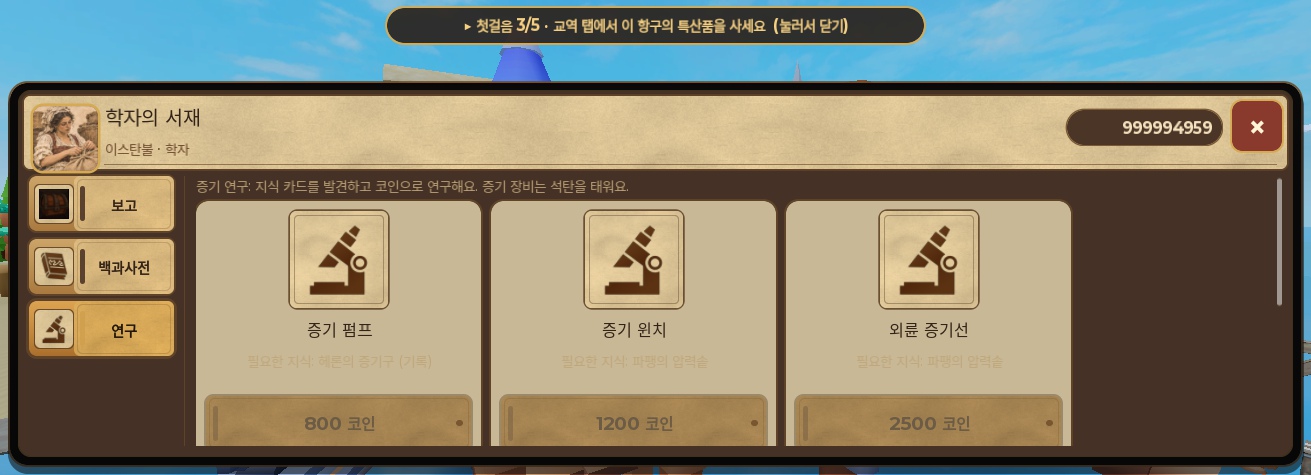 ▸ 첫걸음 3/5 · 교역 탭에서 이 항구의 특산품을 사세요 (눌러서 닫기)
학자의 서재
이스탄불 · 학자
999994959
보고
백과사전
연구
증기 연구: 지식 카드를 발견하고 코인으로 연구해요. 증기 장비는 석탄을 태워요.
증기 펌프
필요한 지식: 헤론의 증기구 (기록)
800 코인
증기 윈치
필요한 지식: 파팽의 압력솥
1200 코인
외륜 증기선
필요한 지식: 파팽의 압력솥
2500 코인